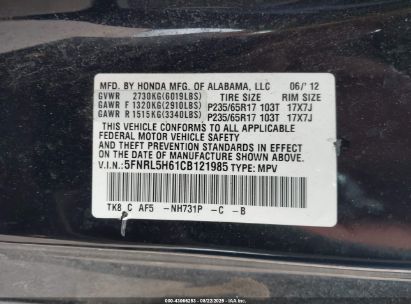 MFD. BY HONDA MFG. OF ALABAMA, LLC 06/'12
GVWR 2730KG(6019LBS) TIRE SIZE RIM SIZE
GAWR F 1320KG(2910LBS) P235/65R17 103T 17X7J
GAWR R 1515KG(3340LBS) P235/65R17 103T 17X7J
THIS VEHICLE CONFORMS TO ALL APPLICABLE
FEDERAL MOTOR VEHICLE SAFETY AND
THEFT PREVENTION STANDARDS IN EFFECT
ON THE DATE OF MANUFACTURE SHOWN ABOVE.
V.I.N.: 5FNRL5H61CB121985 TYPE: MPV
TK8 C AF5 -NH731P -C -B